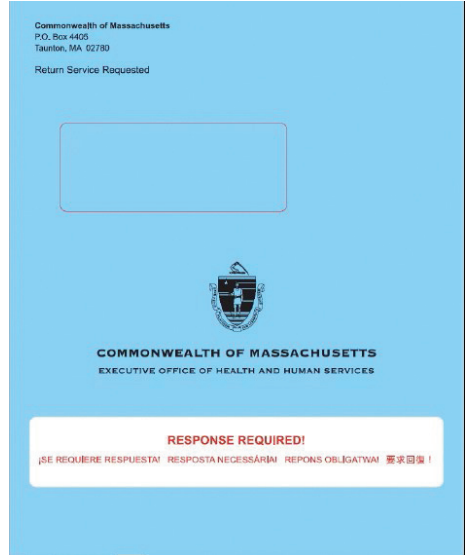 Commonwealth of Massachusetts
P.O. Box 4405
Taunton, MA 02780
Return Service Requested
COMMONWEALTH OF MASSACHUSETTS
EXECUTIVE OFFICE OF HEALTH AND HUMAN SERVICES
RESPONSE REQUIRED!
¡SE REQUIERE RESPUESTA! RESPOSTA NECESSÁRIA! REPONS OBLIGATWA! 要求回復！